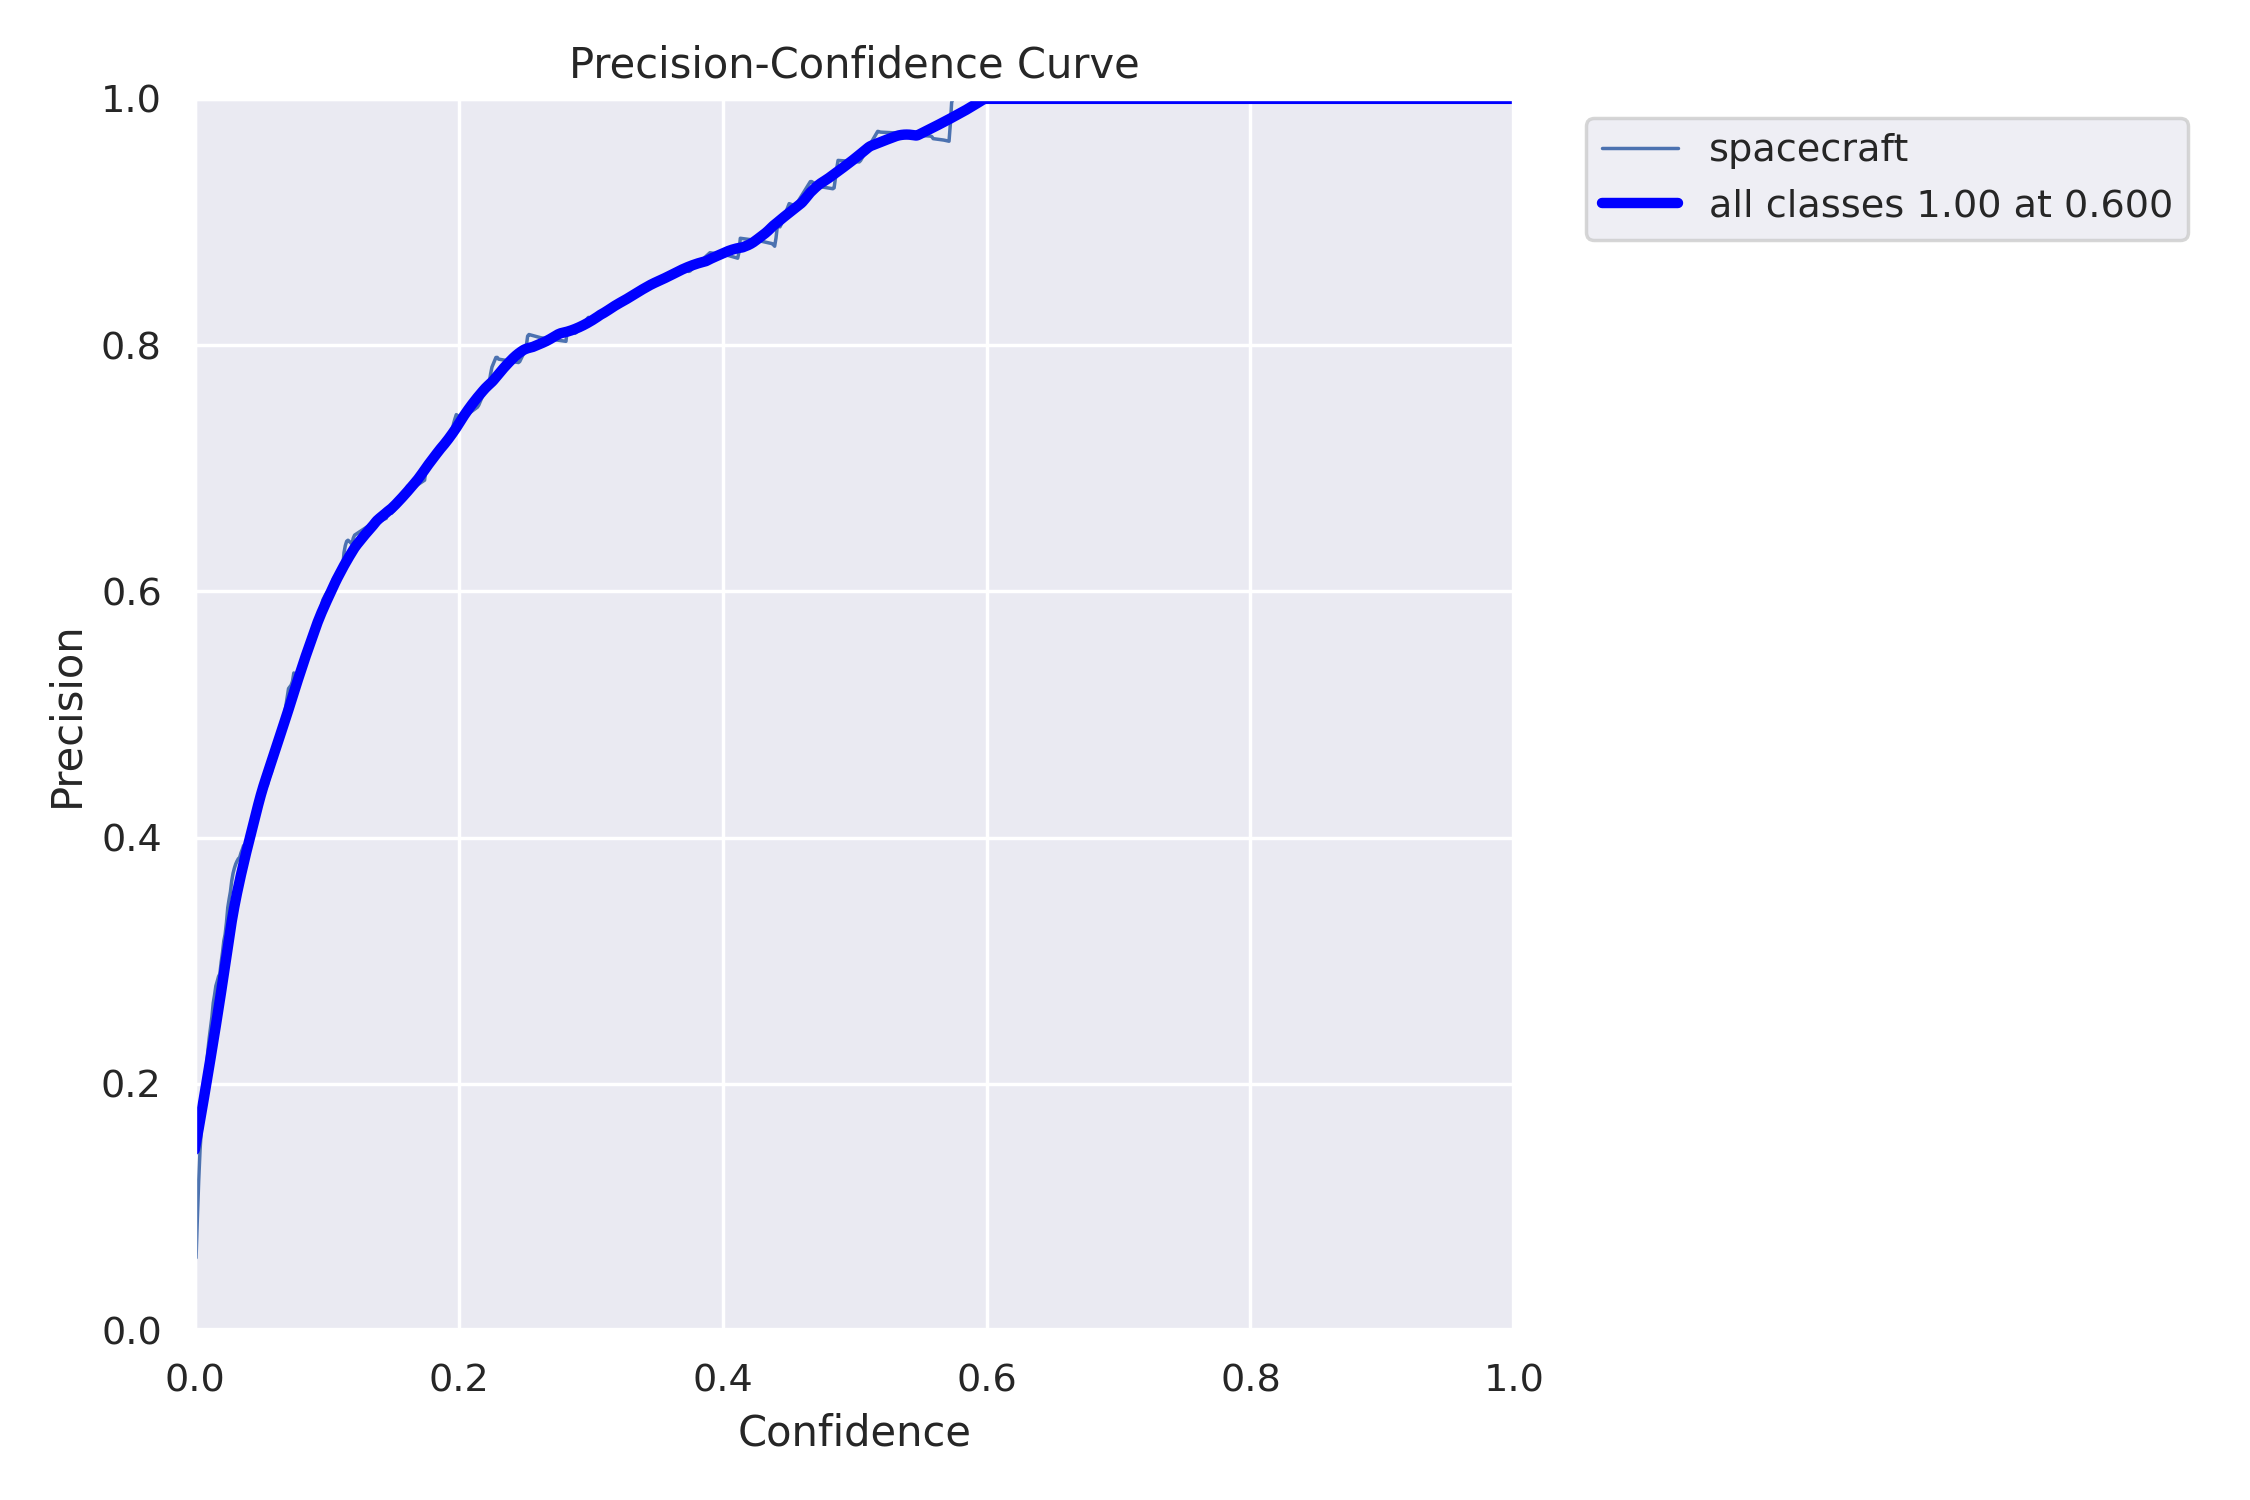 Precision-Confidence Curve
1.0
0.8
0.6
0.4
0.2
0.0
Precision
0.0 0.2 0.4 0.6 0.8 1.0
Confidence
spacecraft
all classes 1.00 at 0.600